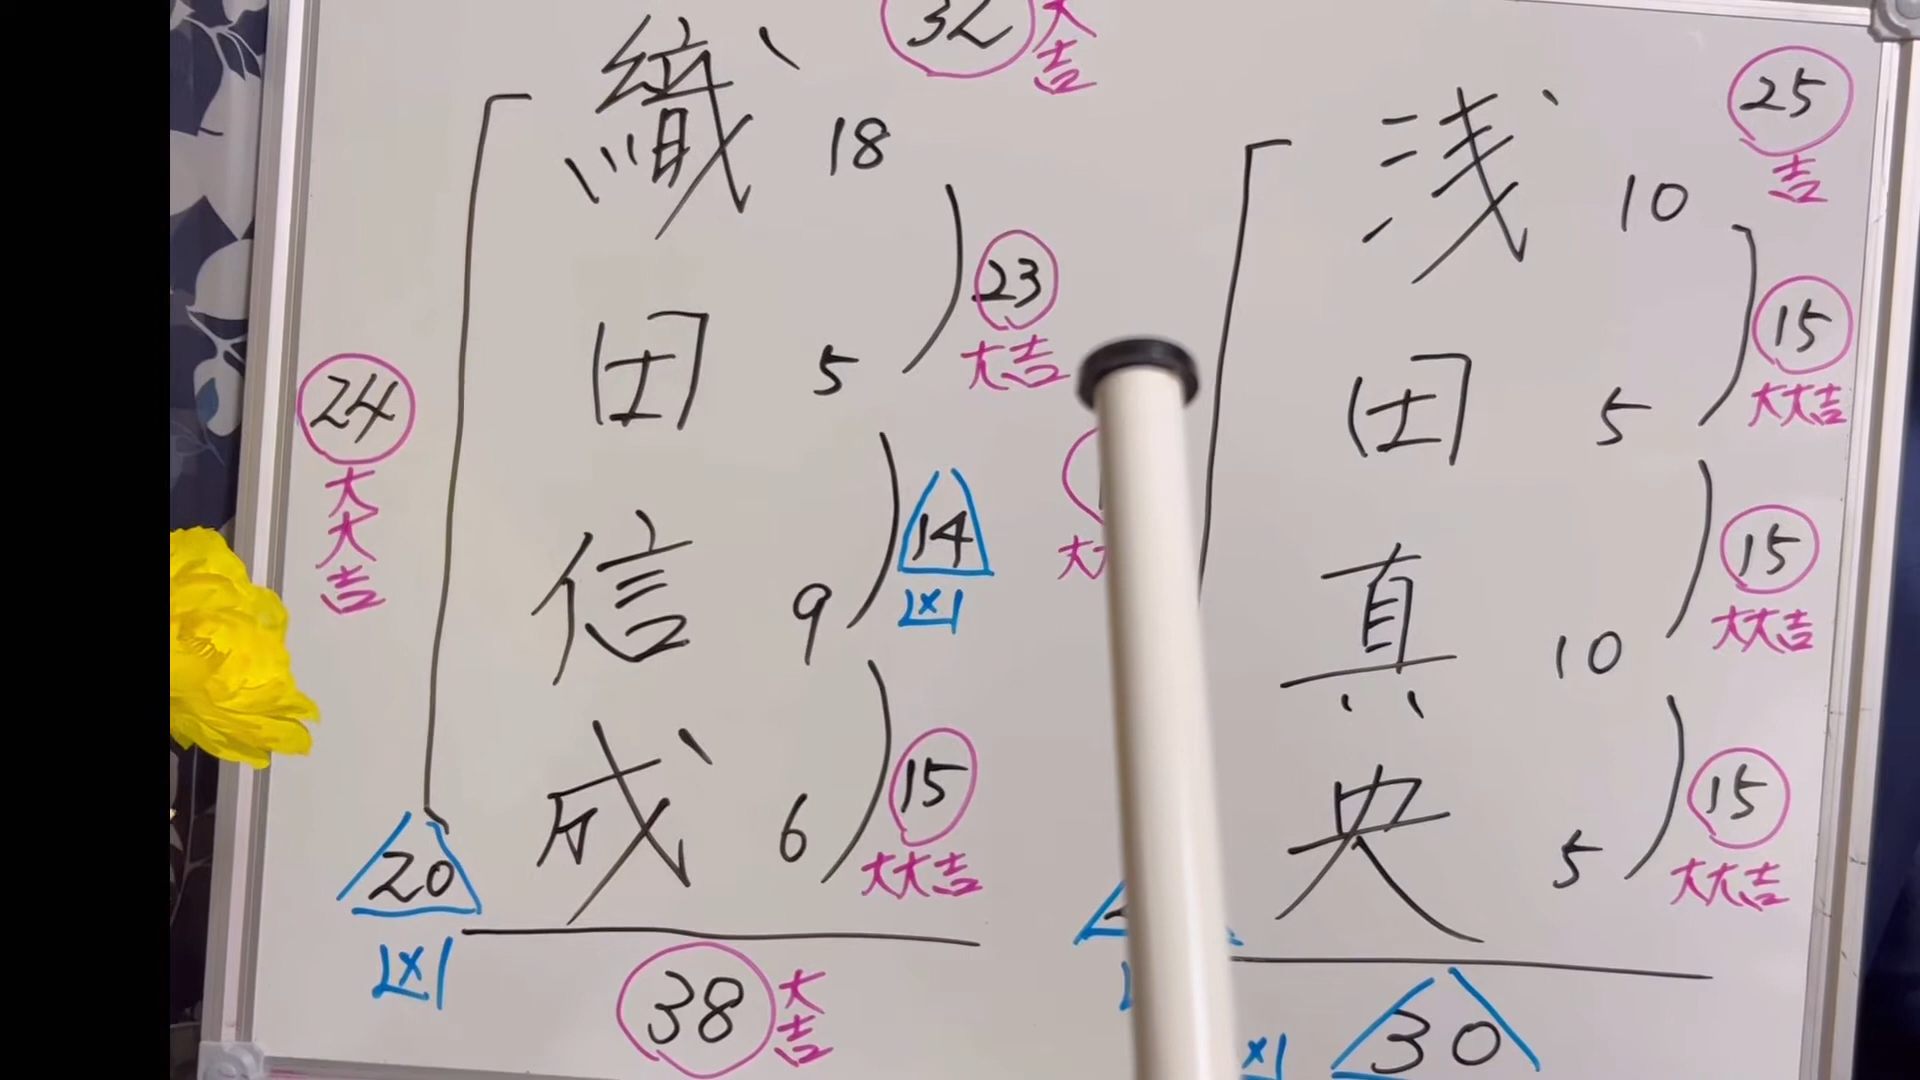 32 大吉
織 18
23 大吉
田 5
24 大大吉
14 凶
信 9
15 大大吉
成 6
20 凶
38 大吉
25 吉
浅 10
15 大大吉
田 5
15 大大吉
真 10
15 大大吉
央 5
30 凶